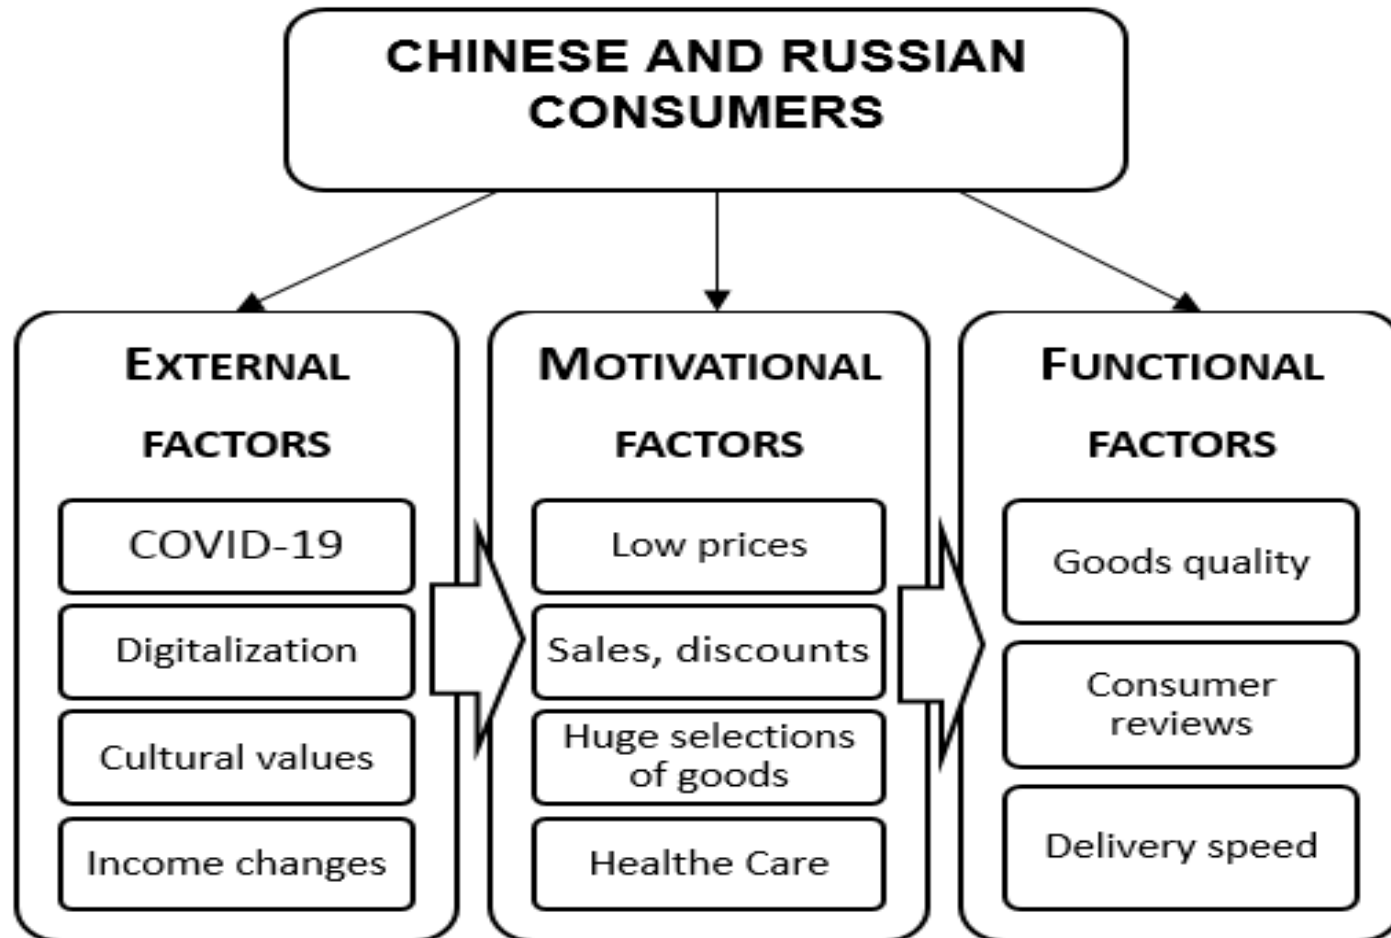 CHINESE AND RUSSIAN
CONSUMERS
EXTERNAL
FACTORS
COVID-19
Digitalization
Cultural values
Income changes
MOTIVATIONAL
FACTORS
Low prices
Sales, discounts
Huge selections
of goods
Healthe Care
FUNCTIONAL
FACTORS
Goods quality
Consumer
reviews
Delivery speed